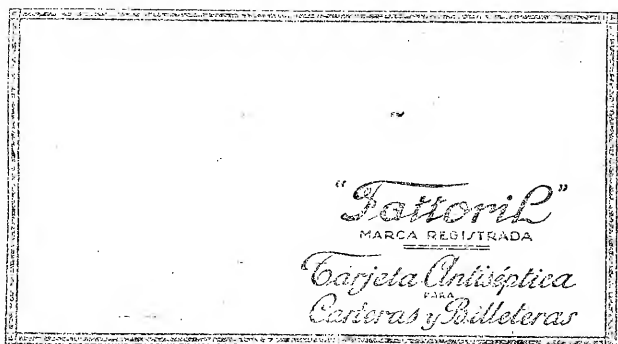 "Fattoril"
MARCA REGISTRADA
Tarjeta Antiséptica
PARA
Carteras y Billeteras